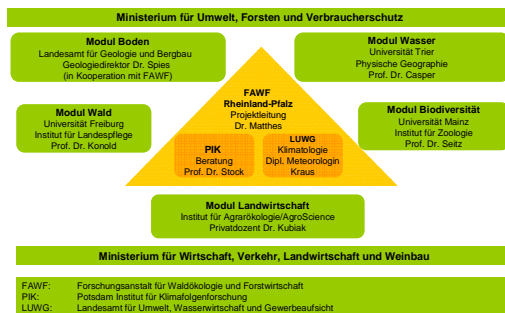 Ministerium für Umwelt, Forsten und Verbraucherschutz
Modul Boden
Landesamt für Geologie und Bergbau
Geologiedirektor Dr. Spies
(in Kooperation mit FAWF)
Modul Wasser
Universität Trier
Physische Geographie
Prof. Dr. Casper
FAWF
Rheinland-Pfalz
Projektleitung
Dr. Matthes
Modul Wald
Universität Freiburg
Institut für Landespflege
Prof. Dr. Konold
Modul Biodiversität
Universität Mainz
Institut für Zoologie
Prof. Dr. Seitz
PIK
Beratung
Prof. Dr. Stock
LUWG
Klimatologie
Dipl. Meteorologin
Kraus
Modul Landwirtschaft
Institut für Agrarökologie/AgroScience
Privatdozent Dr. Kubiak
Ministerium für Wirtschaft, Verkehr, Landwirtschaft und Weinbau
FAWF: Forschungsanstalt für Waldökologie und Forstwirtschaft
PIK: Potsdam Institut für Klimafolgenforschung
LUWG: Landesamt für Umwelt, Wasserwirtschaft und Gewerbeaufsicht